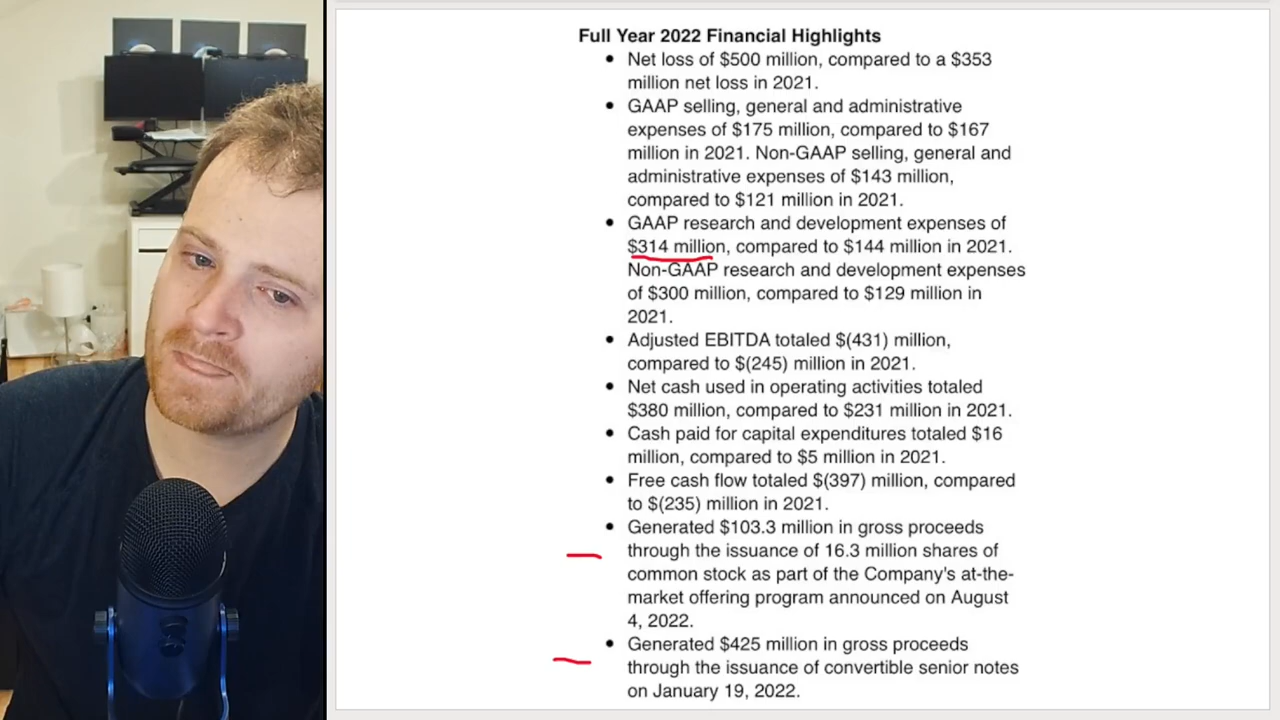 Full Year 2022 Financial Highlights
• Net loss of $500 million, compared to a $353
million net loss in 2021.
• GAAP selling, general and administrative
expenses of $175 million, compared to $167
million in 2021. Non-GAAP selling, general and
administrative expenses of $143 million,
compared to $121 million in 2021.
• GAAP research and development expenses of
$314 million, compared to $144 million in 2021.
Non-GAAP research and development expenses
of $300 million, compared to $129 million in
2021.
• Adjusted EBITDA totaled $(431) million,
compared to $(245) million in 2021.
• Net cash used in operating activities totaled
$380 million, compared to $231 million in 2021.
• Cash paid for capital expenditures totaled $16
million, compared to $5 million in 2021.
• Free cash flow totaled $(397) million, compared
to $(235) million in 2021.
• Generated $103.3 million in gross proceeds
through the issuance of 16.3 million shares of
common stock as part of the Company's at-the-
market offering program announced on August
4, 2022.
• Generated $425 million in gross proceeds
through the issuance of convertible senior notes
on January 19, 2022.